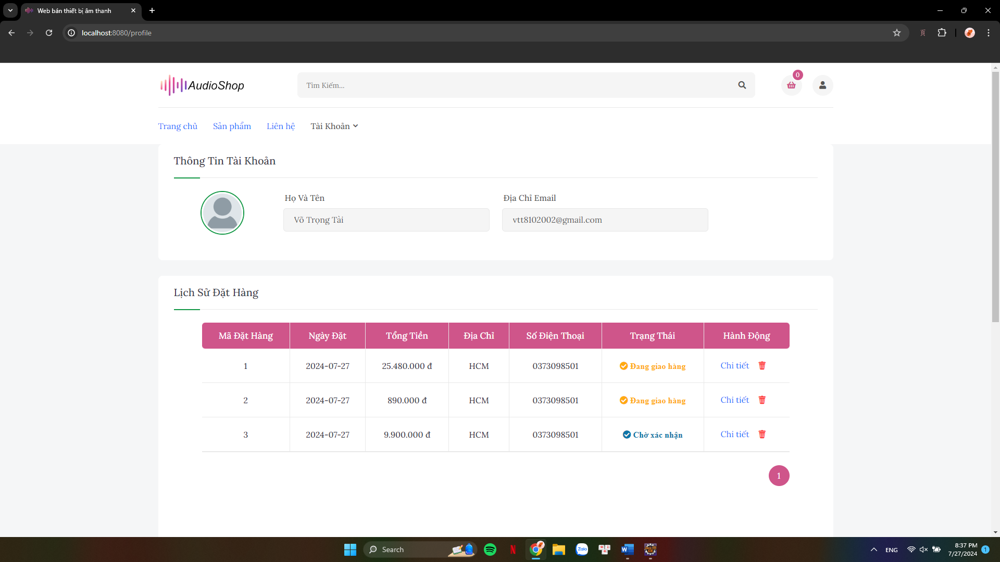 Web bán thiết bị âm thanh
localhost:8080/profile
AudioShop
Tìm Kiếm...
0
Trang chủ Sản phẩm Liên hệ Tài Khoản
Thông Tin Tài Khoản
Họ Và Tên Địa Chỉ Email
Võ Trọng Tài vtt8102002@gmail.com
Lịch Sử Đặt Hàng
Mã Đặt Hàng Ngày Đặt Tổng Tiền Địa Chỉ Số Điện Thoại Trạng Thái Hành Động
1 2024-07-27 25.480.000 đ HCM 0373098501 Đang giao hàng Chi tiết
2 2024-07-27 890.000 đ HCM 0373098501 Đang giao hàng Chi tiết
3 2024-07-27 9.900.000 đ HCM 0373098501 Chờ xác nhận Chi tiết
1
Search
Zalo
ENG
8:37 PM
7/27/2024
1